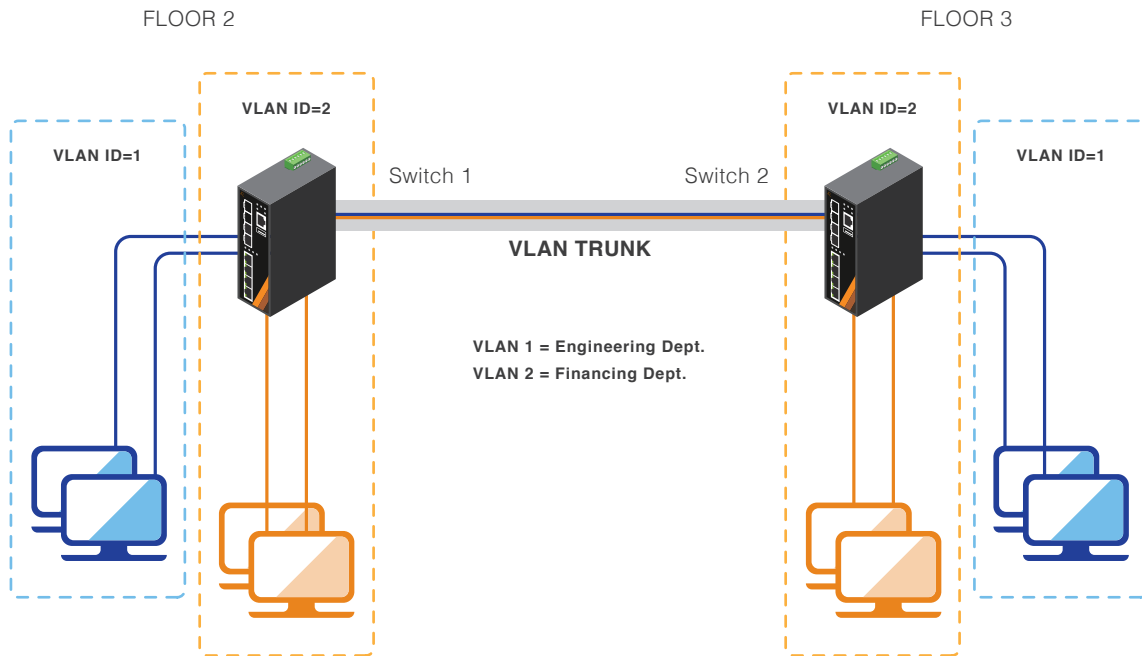 FLOOR 2
FLOOR 3
VLAN ID=1
VLAN ID=2
VLAN ID=2
VLAN ID=1
Switch 1
Switch 2
VLAN TRUNK
VLAN 1 = Engineering Dept.
VLAN 2 = Financing Dept.